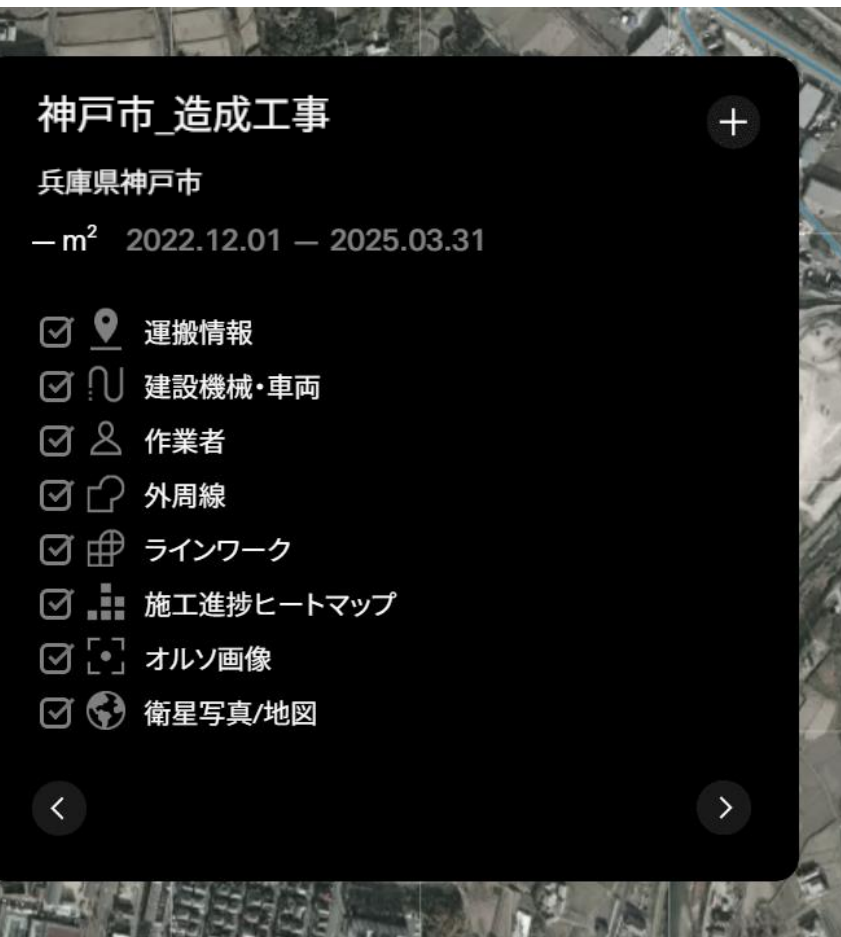 神戸市_造成工事
兵庫県神戸市
— m² 2022.12.01 — 2025.03.31
運搬情報
建設機械・車両
作業者
外周線
ラインワーク
施工進捗ヒートマップ
オルソ画像
衛星写真/地図